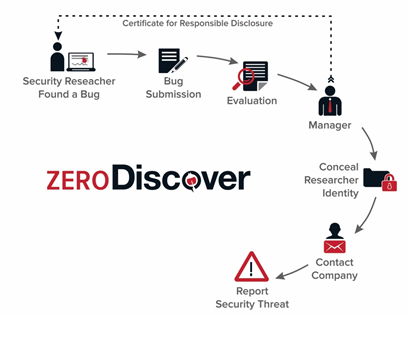 Certificate for Responsible Disclosure
Security Reseacher
Found a Bug
Bug
Submission
Evaluation
Manager
Conceal
Researcher
Identity
ZERODiscover
Contact
Company
Report
Security Threat